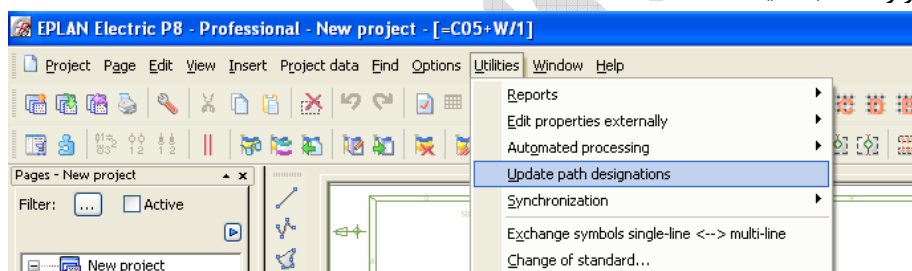 EPLAN Electric P8 - Professional - New project - [=CO5+W/1]
Project Page Edit View Insert Project data Find Options Utilities Window Help
Reports
Edit properties externally
Automated processing
Pages - New project
Update path designations
Filter: ... Active
Synchronization
Exchange symbols single-line <--> multi-line
New project
Change of standard...